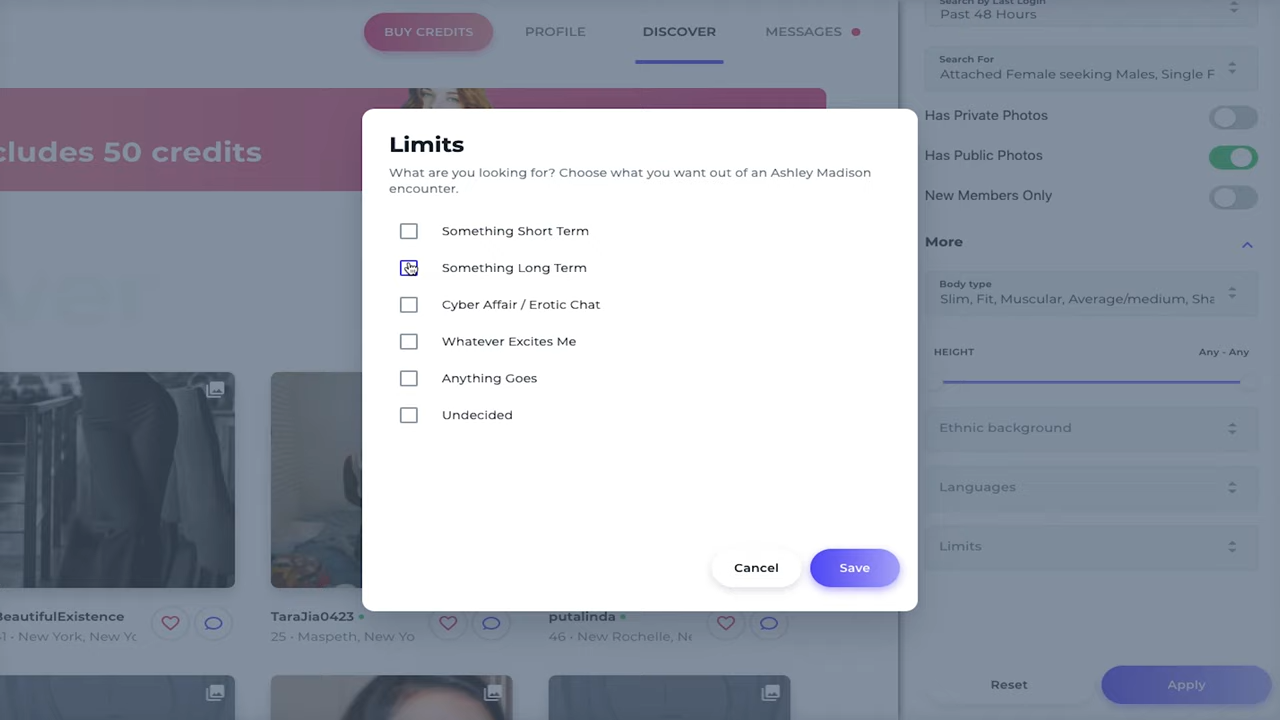 BUY CREDITS
PROFILE
DISCOVER
MESSAGES
cludes 50 credits
Limits
What are you looking for? Choose what you want out of an Ashley Madison
encounter.
Something Short Term
Something Long Term
Cyber Affair / Erotic Chat
Whatever Excites Me
Anything Goes
Undecided
Cancel
Save
Search by Last Login
Past 48 Hours
Search For
Attached Female seeking Males, Single F
Has Private Photos
Has Public Photos
New Members Only
More
Body type
Slim, Fit, Muscular, Average/medium, Sha
HEIGHT
Any - Any
Ethnic background
Languages
Limits
Reset
Apply
BeautifulExistence
• New York, New Yo
TaraJia0423
25 • Maspeth, New Yo
putalinda
46 • New Rochelle, Ne